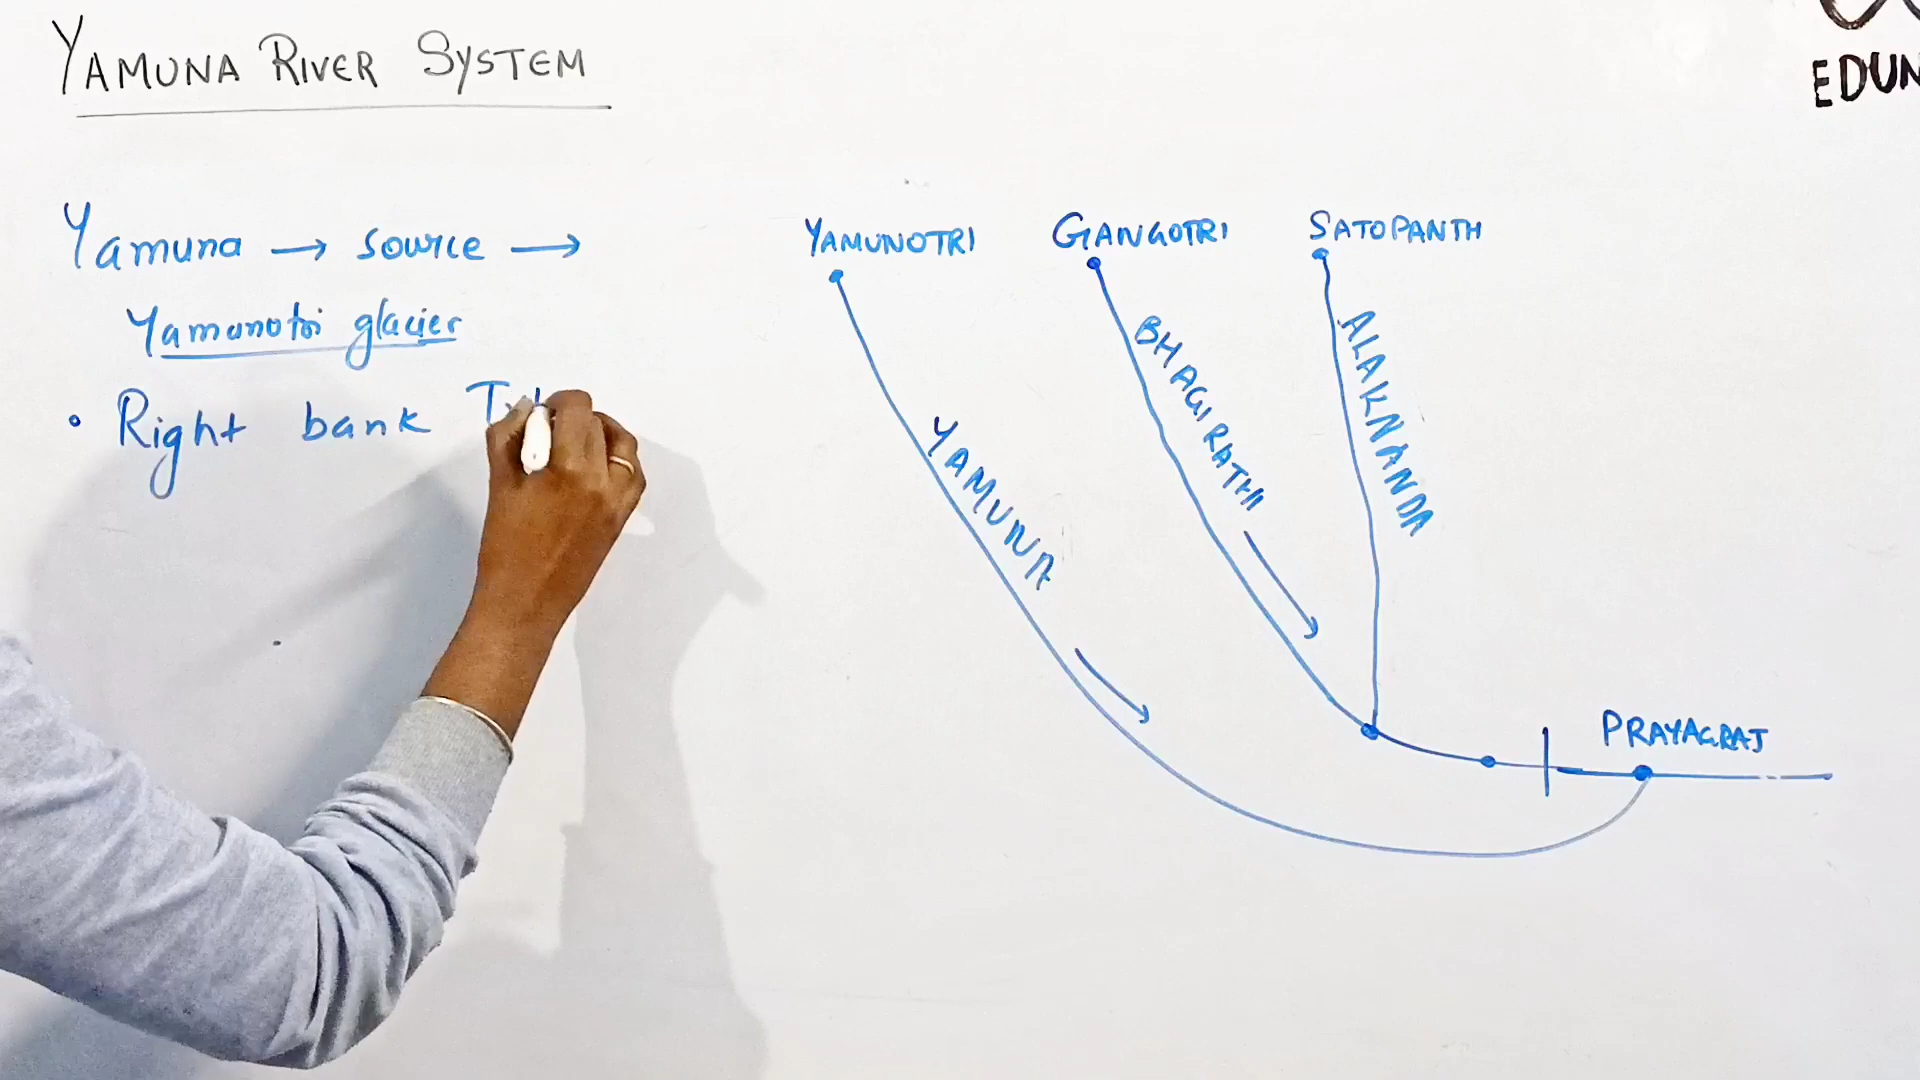 YAMUNA RIVER SYSTEM
EDUN
Yamuna → source →
Yamunotri glacier
• Right bank
YAMUNOTRI
GANGOTRI
SATOPANTH
YAMUNA
BHAGIRATHI
ALAKNANDA
PRAYAGRAJ